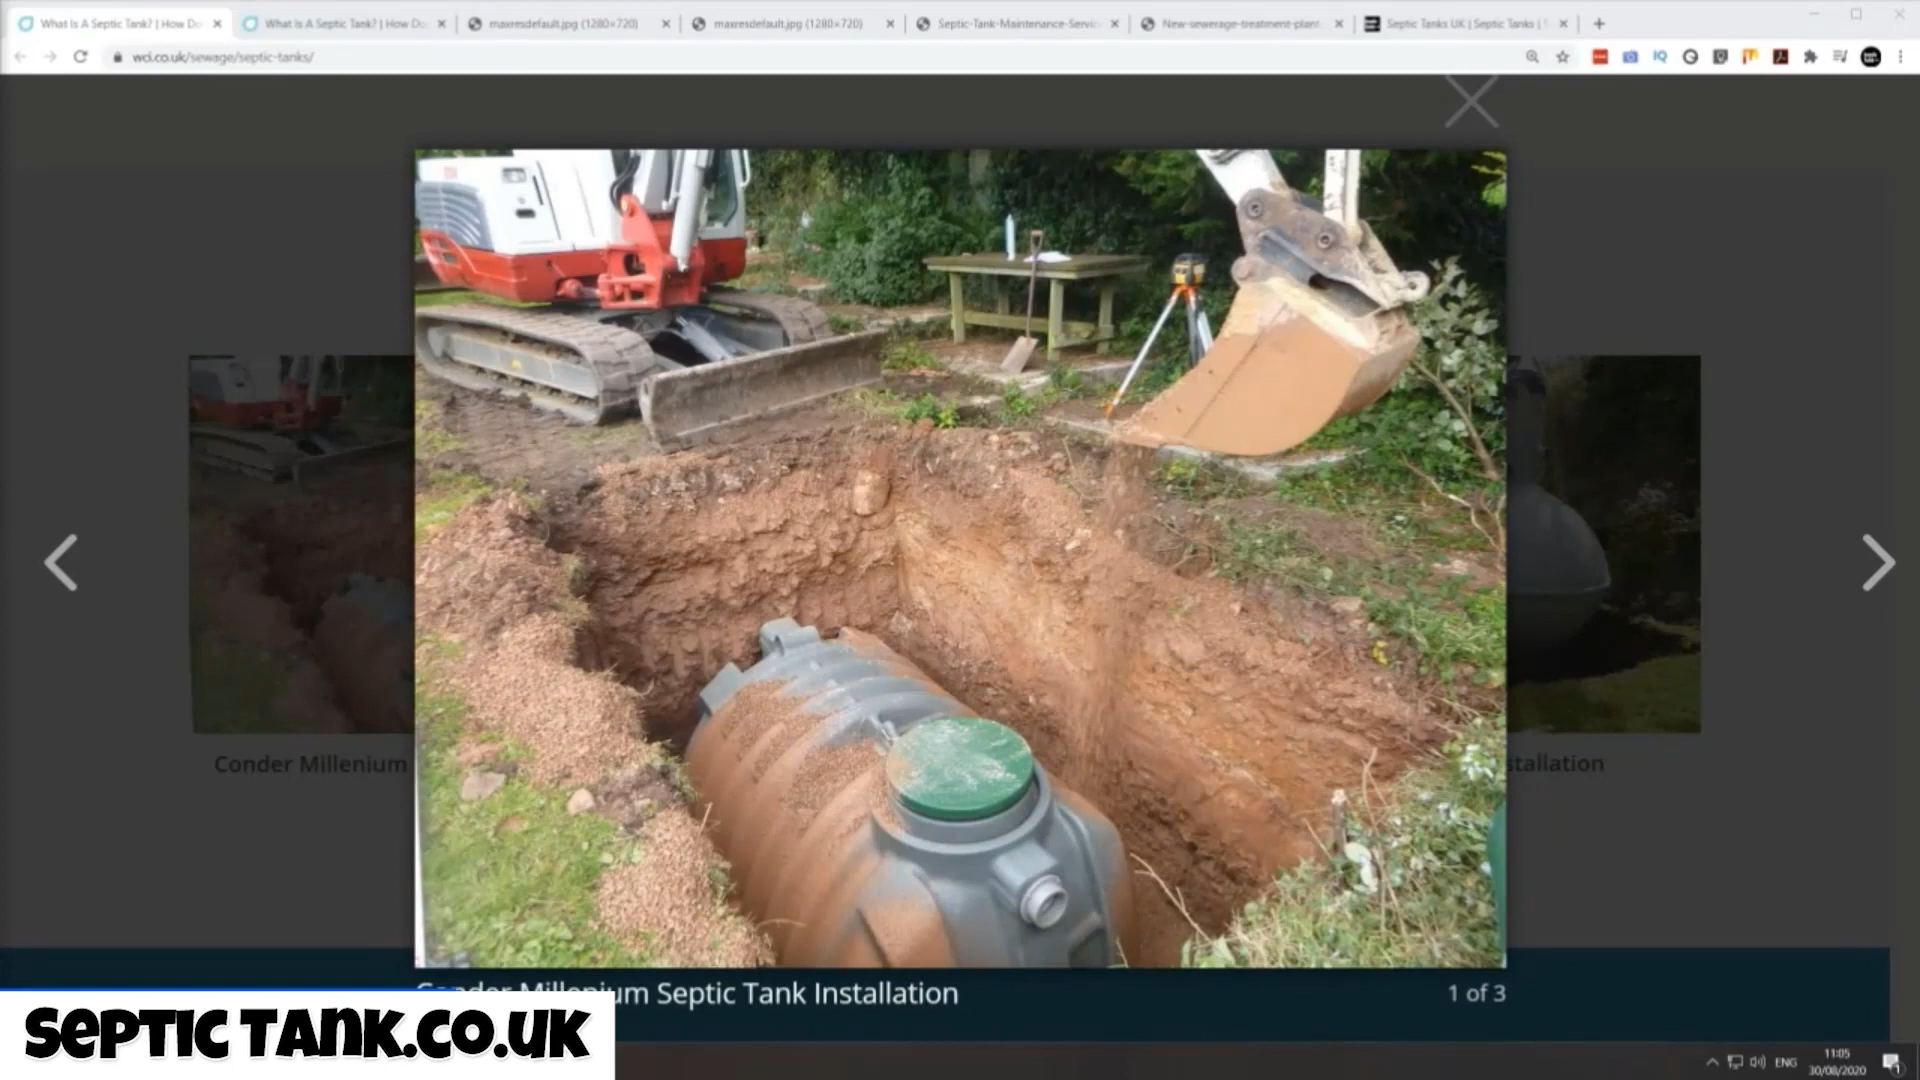 What Is A Septic Tank? | How Do
What Is A Septic Tank? | How Do
maxresdefault.jpg (1280×720)
maxresdefault.jpg (1280×720)
Septic-Tank-Maintenance-Servic
New-sewerage-treatment-plant
Septic Tanks UK | Septic Tanks |
wci.co.uk/sewage/septic-tanks/
Conder Millenium
stallation
Conder Millenium Septic Tank Installation
1 of 3
SEPTIC TANK.CO.UK
ENG
11:05
30/08/2020